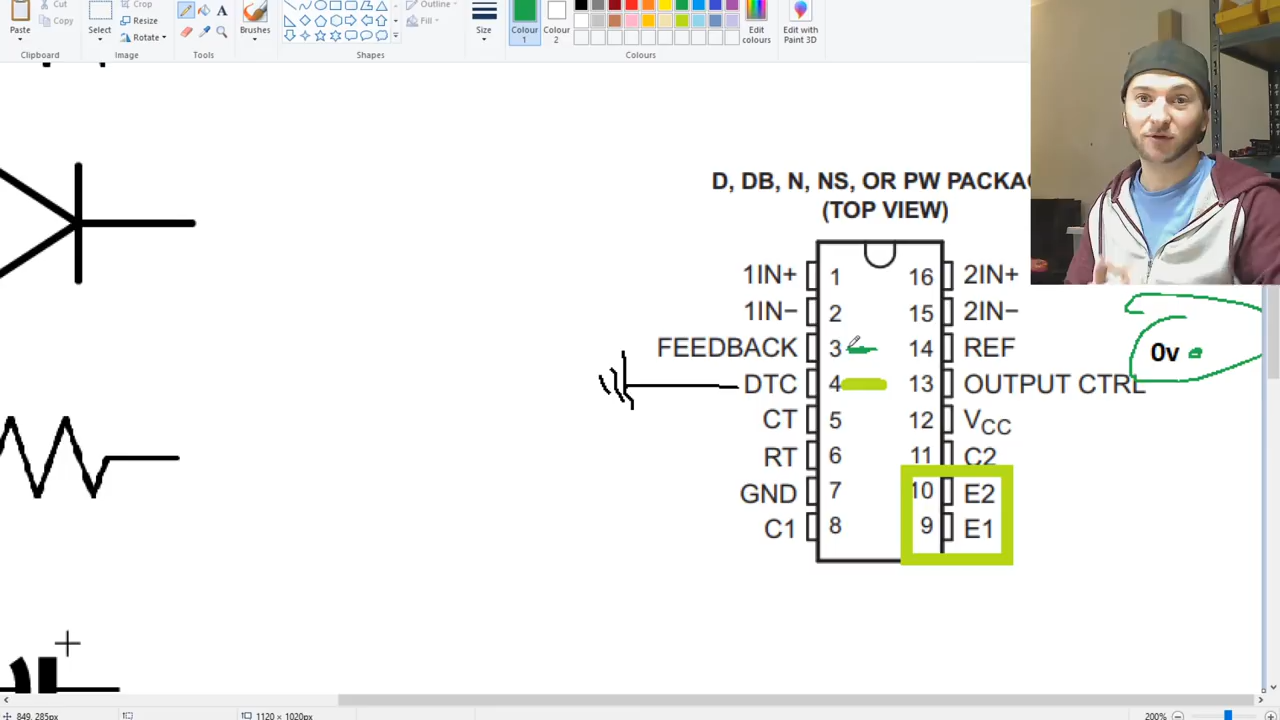 Paste
Cut
Copy
Clipboard
Select
Crop
Resize
Rotate
Image
A
Tools
Brushes
Outline
Fill
Shapes
Size
Colour 1
Colour 2
Edit colours
Edit with Paint 3D
Colours
D, DB, N, NS, OR PW PACKA
(TOP VIEW)
1IN+ 1 16 2IN+
1IN− 2 15 2IN−
FEEDBACK 3 14 REF
DTC 4 13 OUTPUT CTRL
CT 5 12 VCC
RT 6 11 C2
GND 7 10 E2
C1 8 9 E1
0v
849, 285px
1120 × 1020px
200%